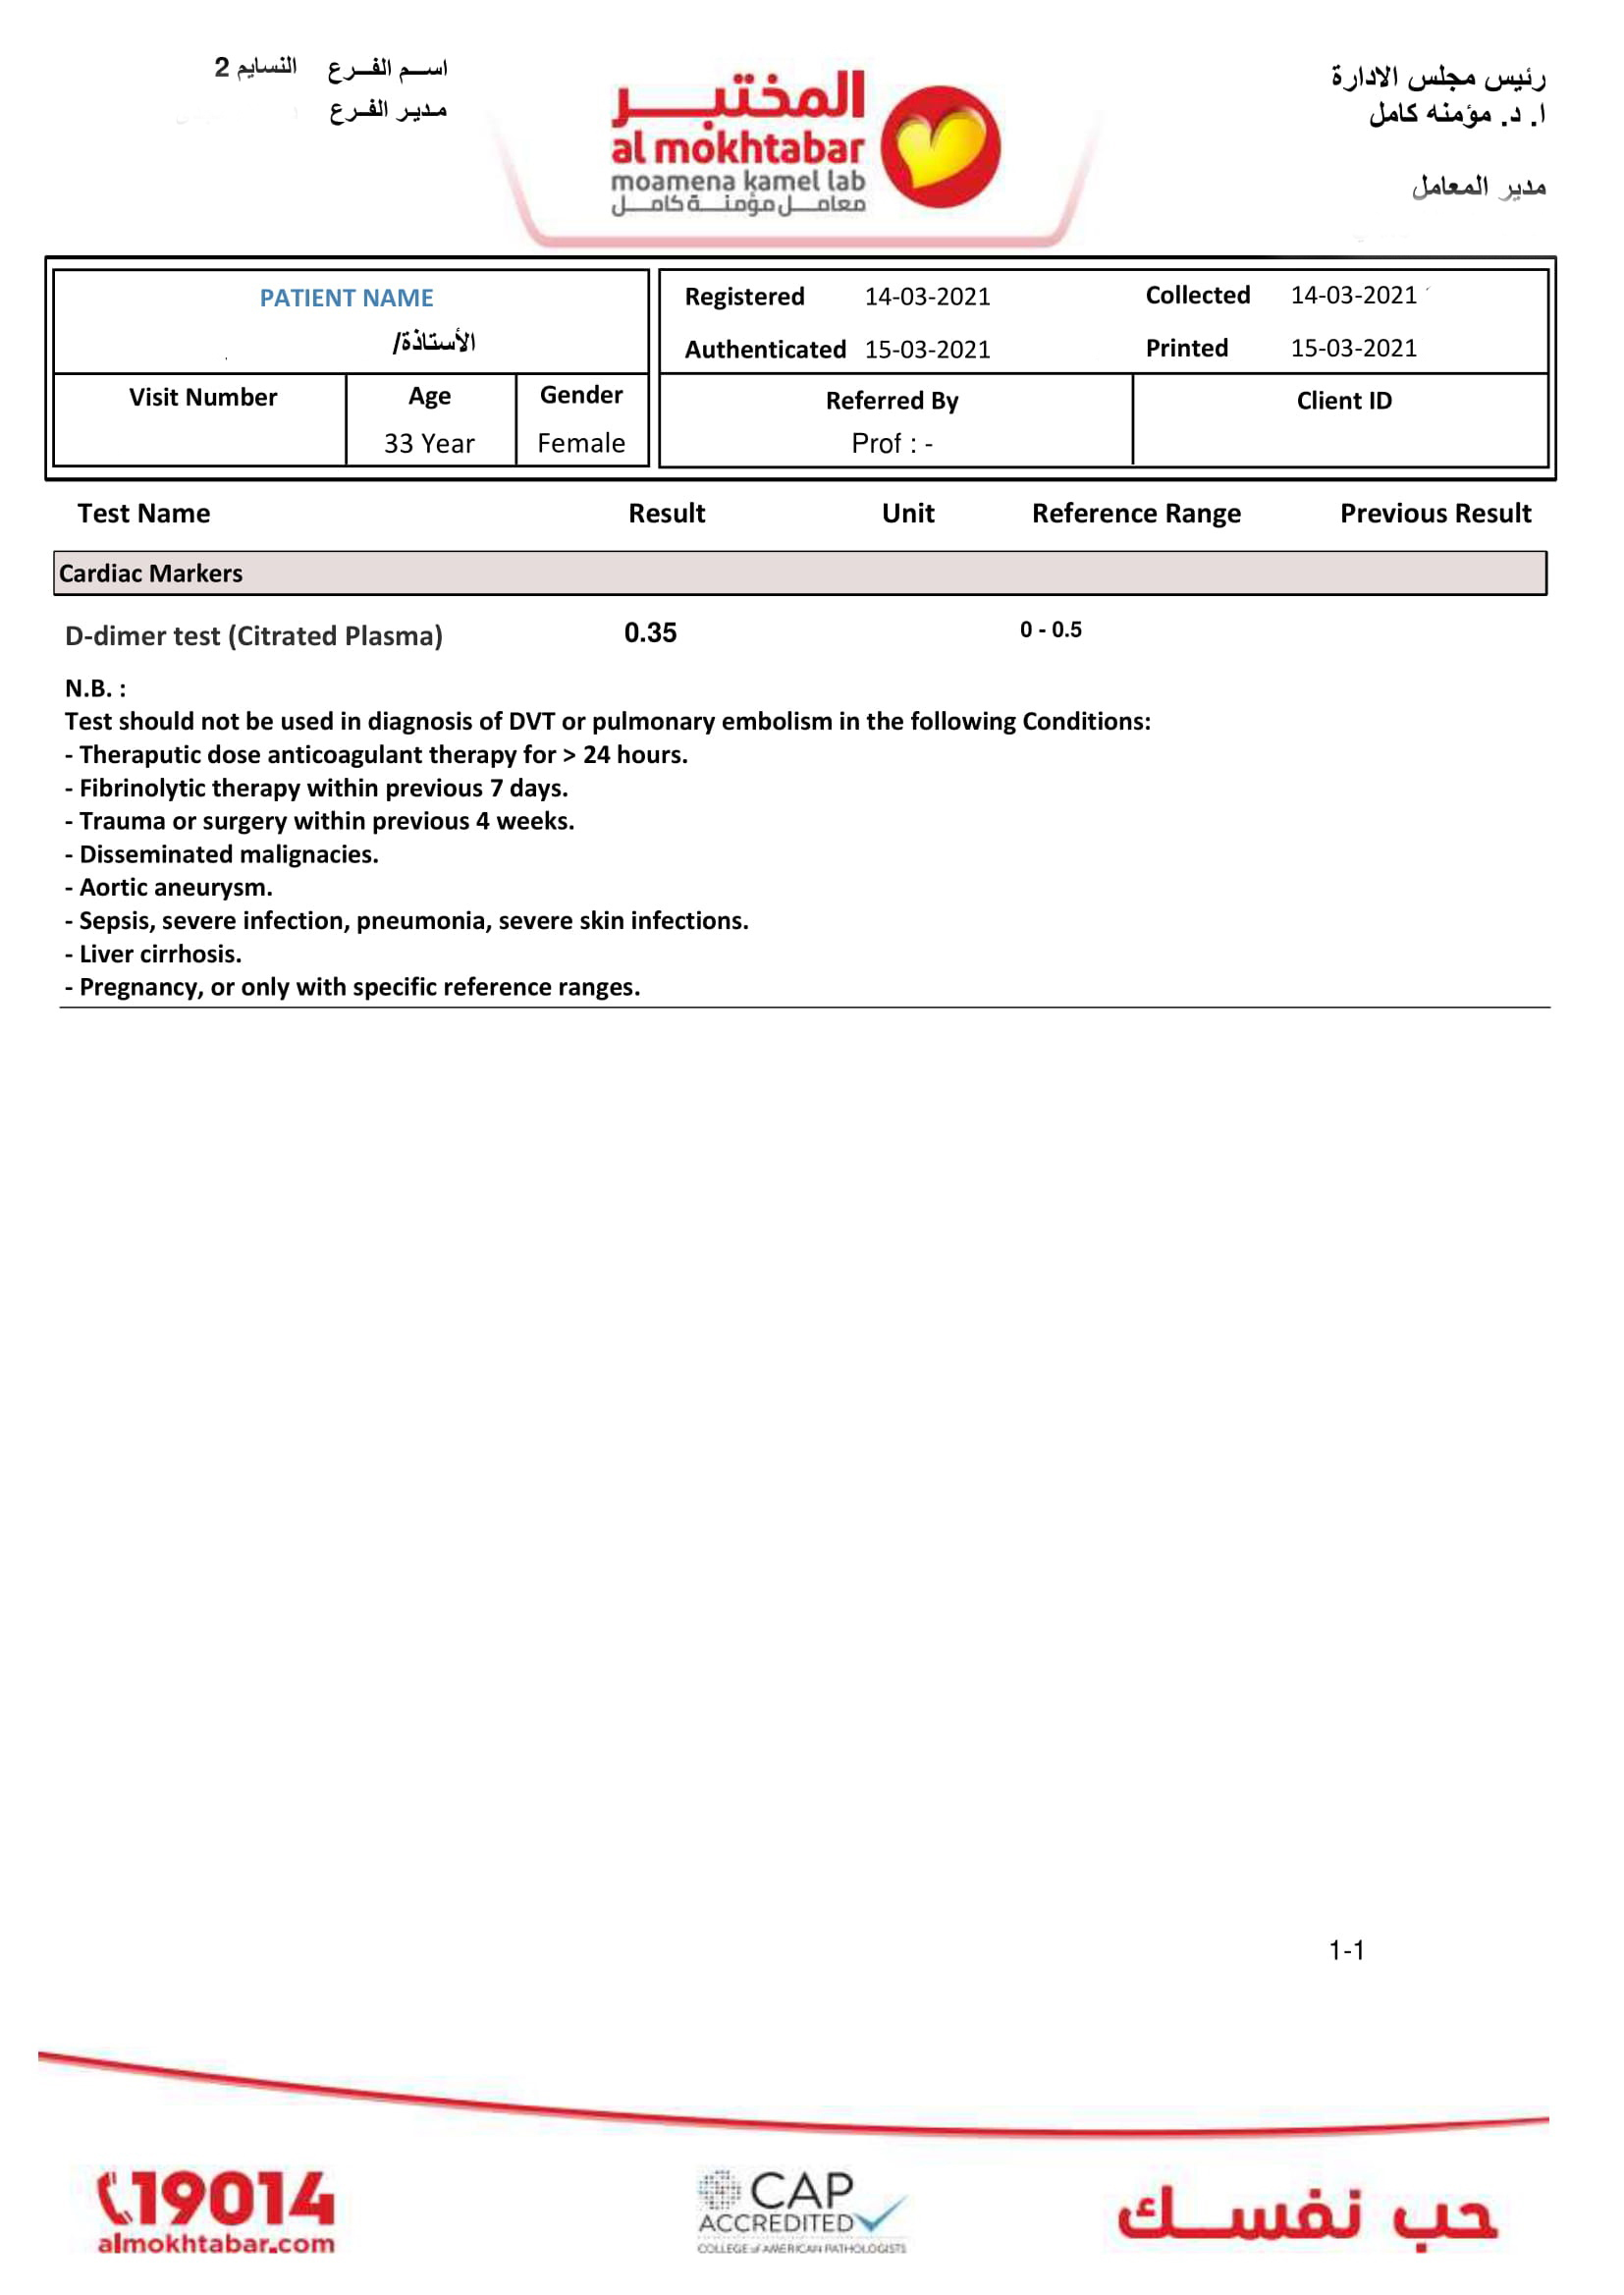 اســم الفــرع النسايم 2
مدير الفـرع
المختبـــر
al mokhtabar
moamena kamel lab
معامــل مؤمنــة كامــل
رئيس مجلس الادارة
ا. د. مؤمنه كامل
مدير المعامل
PATIENT NAME
الأستاذة/
Registered 14-03-2021 Collected 14-03-2021
Authenticated 15-03-2021 Printed 15-03-2021
Visit Number Age Gender Referred By Client ID
33 Year Female Prof : -
Test Name Result Unit Reference Range Previous Result
Cardiac Markers
D-dimer test (Citrated Plasma) 0.35 0 - 0.5
N.B. :
Test should not be used in diagnosis of DVT or pulmonary embolism in the following Conditions:
- Theraputic dose anticoagulant therapy for > 24 hours.
- Fibrinolytic therapy within previous 7 days.
- Trauma or surgery within previous 4 weeks.
- Disseminated malignacies.
- Aortic aneurysm.
- Sepsis, severe infection, pneumonia, severe skin infections.
- Liver cirrhosis.
- Pregnancy, or only with specific reference ranges.
1-1
19014
almokhtabar.com
CAP
ACCREDITED
COLLEGE of AMERICAN PATHOLOGISTS
حب نفســك